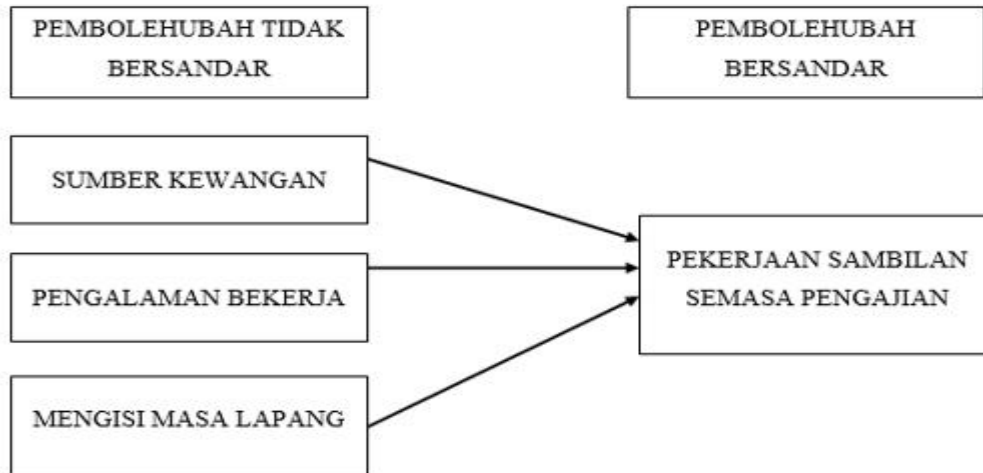 PEMBOLEHUBAH TIDAK
BERSANDAR
PEMBOLEHUBAH
BERSANDAR
SUMBER KEWANGAN
PENGALAMAN BEKERJA
MENGISI MASA LAPANG
PEKERJAAN SAMBILAN
SEMASA PENGAJIAN